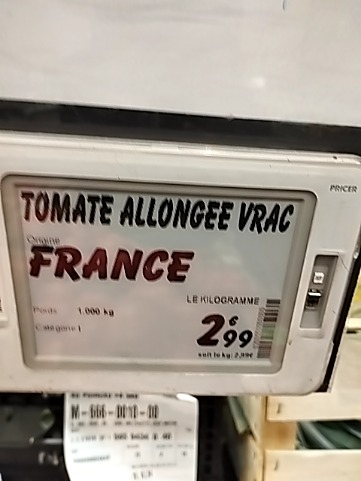 PRICER
TOMATE ALLONGEE VRAC
Origine
FRANCE
LE KILOGRAMME
Poids 1.000 kg
Catégorie I
2€99
soit le kg: 2,99€